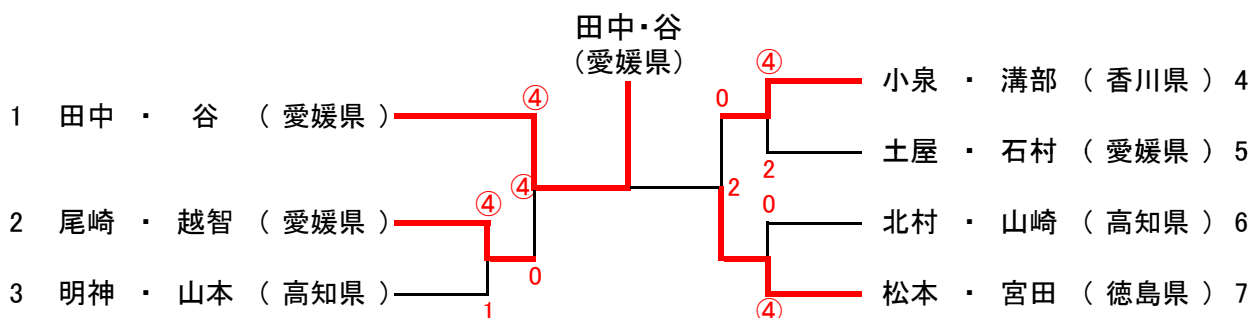 田中・谷
（愛媛県）
1 田中 ・ 谷 （ 愛媛県 ）
2 尾崎 ・ 越智 （ 愛媛県 ）
3 明神 ・ 山本 （ 高知県 ）
④
④
④
0
1
0
④
2
2
0
④
小泉 ・ 溝部 （ 香川県 ） 4
土屋 ・ 石村 （ 愛媛県 ） 5
北村 ・ 山崎 （ 高知県 ） 6
松本 ・ 宮田 （ 徳島県 ） 7